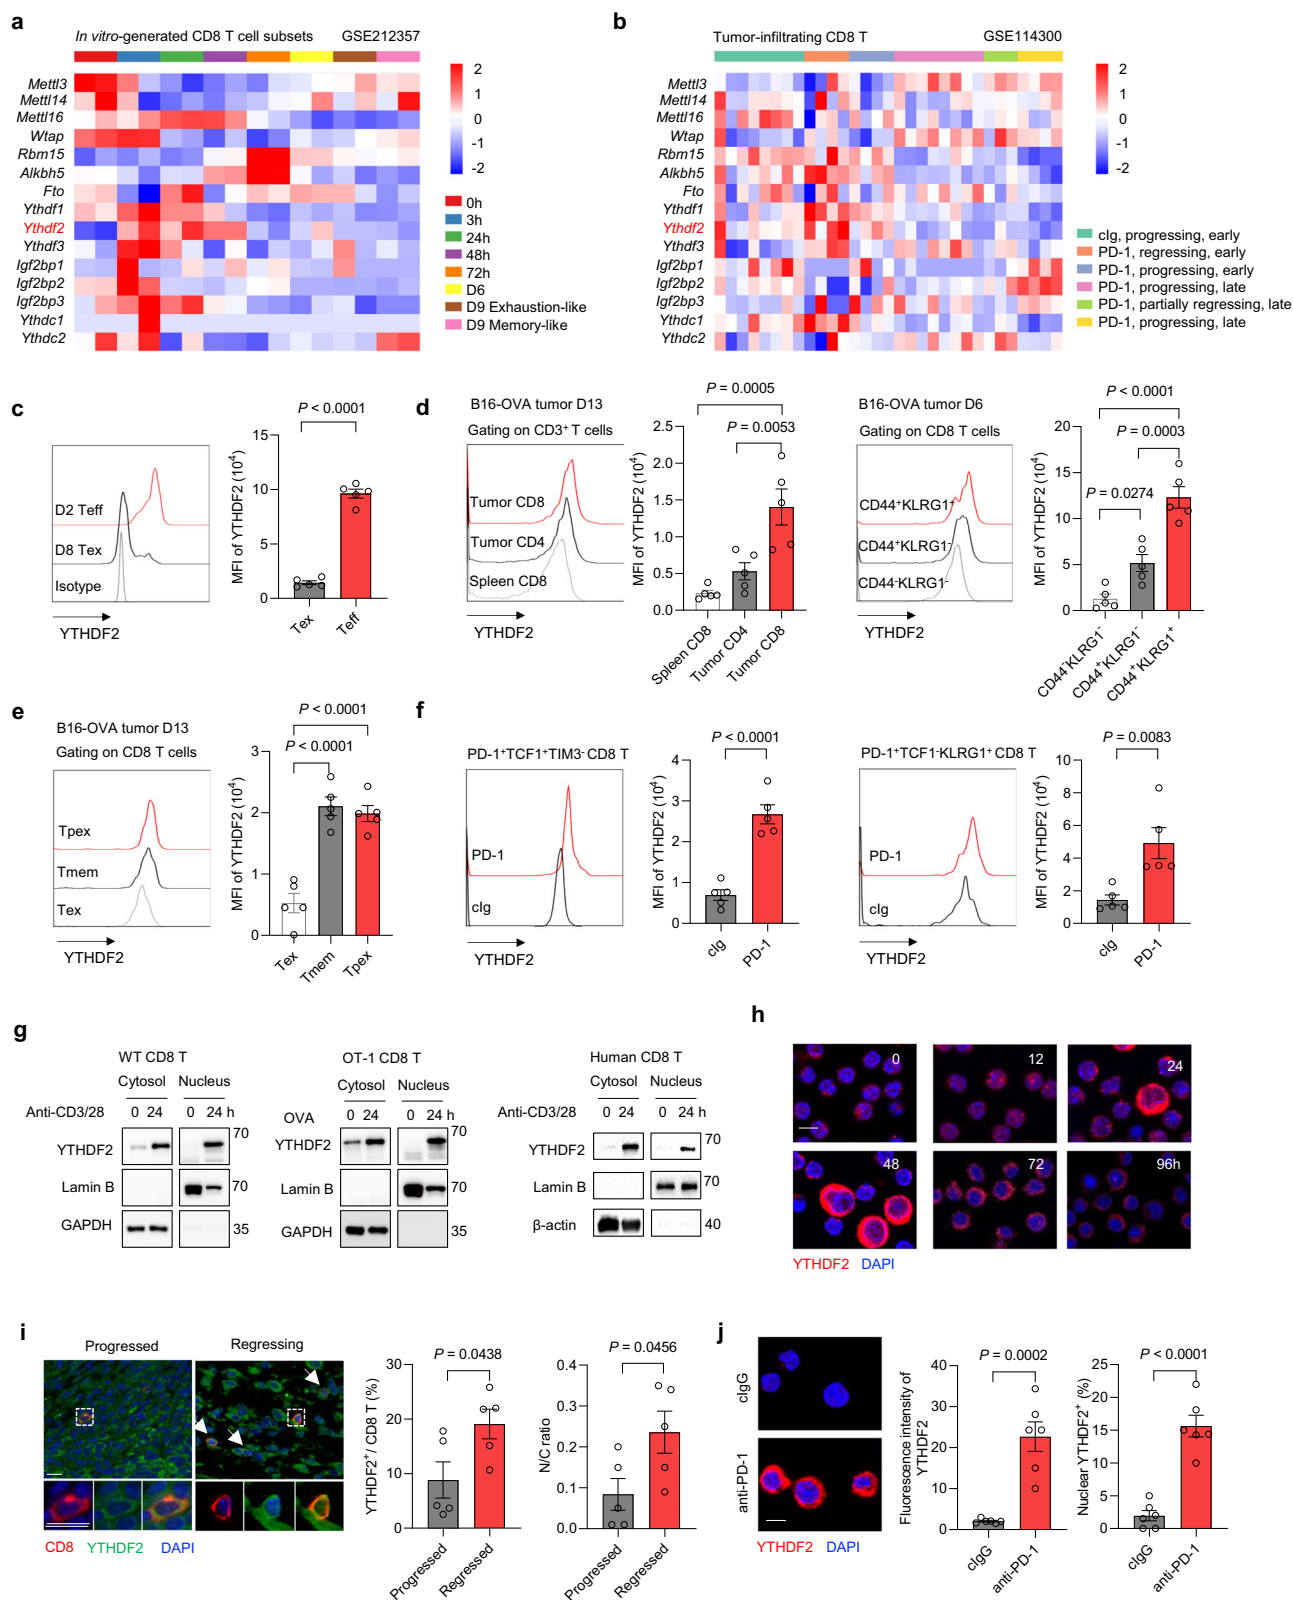 a
In vitro-generated CD8 T cell subsets GSE212357
Mettl3
Mettl14
Mettl16
Wtap
Rbm15
Alkbh5
Fto
Ythdf1
Ythdf2
Ythdf3
Igf2bp1
Igf2bp2
Igf2bp3
Ythdc1
Ythdc2
2
1
0
-1
-2
0h
3h
24h
48h
72h
D6
D9 Exhaustion-like
D9 Memory-like
b
Tumor-infiltrating CD8 T GSE114300
Mettl3
Mettl14
Mettl16
Wtap
Rbm15
Alkbh5
Fto
Ythdf1
Ythdf2
Ythdf3
Igf2bp1
Igf2bp2
Igf2bp3
Ythdc1
Ythdc2
2
1
0
-1
-2
cIg, progressing, early
PD-1, regressing, early
PD-1, progressing, early
PD-1, progressing, late
PD-1, partially regressing, late
PD-1, progressing, late
c
D2 Teff
D8 Tex
Isotype
YTHDF2
P < 0.0001
MFI of YTHDF2 (10⁴)
15
10
5
0
Tex
Teff
d
B16-OVA tumor D13
Gating on CD3⁺ T cells
Tumor CD8
Tumor CD4
Spleen CD8
YTHDF2
P = 0.0005
P = 0.0053
MFI of YTHDF2 (10⁴)
2.5
2.0
1.5
1.0
0.5
0.0
Spleen CD8
Tumor CD4
Tumor CD8
B16-OVA tumor D6
Gating on CD8 T cells
CD44⁺KLRG1⁺
CD44⁺KLRG1⁻
CD44⁻KLRG1⁻
YTHDF2
P < 0.0001
P = 0.0003
P = 0.0274
MFI of YTHDF2 (10⁴)
20
15
10
5
0
CD44⁻KLRG1⁻
CD44⁺KLRG1⁻
CD44⁺KLRG1⁺
e
B16-OVA tumor D13
Gating on CD8 T cells
Tpex
Tmem
Tex
YTHDF2
P < 0.0001
P < 0.0001
MFI of YTHDF2 (10⁴)
3
2
1
0
Tex
Tmem
Tpex
f
PD-1⁺TCF1⁺TIM3⁻ CD8 T
PD-1
cIg
YTHDF2
P < 0.0001
MFI of YTHDF2 (10⁴)
4
3
2
1
0
cIg
PD-1
PD-1⁺TCF1⁻KLRG1⁺ CD8 T
PD-1
cIg
YTHDF2
P = 0.0083
MFI of YTHDF2 (10⁴)
10
8
6
4
2
0
cIg
PD-1
g
WT CD8 T
Cytosol Nucleus
Anti-CD3/28 0 24 0 24 h
YTHDF2 70
Lamin B 70
GAPDH 35
OT-1 CD8 T
Cytosol Nucleus
OVA 0 24 0 24 h
YTHDF2 70
Lamin B 70
GAPDH 35
Human CD8 T
Cytosol Nucleus
Anti-CD3/28 0 24 0 24 h
YTHDF2 70
Lamin B 70
β-actin 40
h
0
12
24
48
72
96h
YTHDF2 DAPI
i
Progressed Regressing
CD8 YTHDF2 DAPI
P = 0.0438
YTHDF2⁺/ CD8 T (%)
30
20
10
0
Progressed
Regressed
P = 0.0456
N/C ratio
0.4
0.3
0.2
0.1
0.0
Progressed
Regressed
j
cIgG
anti-PD-1
YTHDF2 DAPI
P = 0.0002
Fluorescence intensity of
YTHDF2
40
30
20
10
0
cIgG
anti-PD-1
P < 0.0001
Nuclear YTHDF2⁺ (%)
25
20
15
10
5
0
cIgG
anti-PD-1